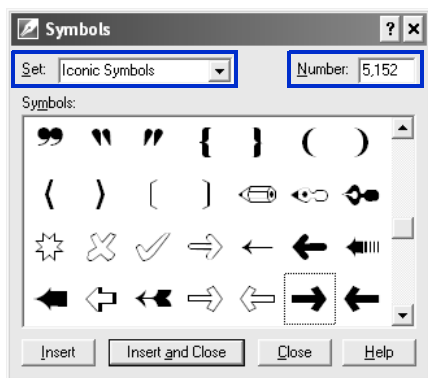 Symbols
Set: Iconic Symbols Number: 5,152
Symbols:
❞ { } ( )
〈 〉 [ ]
Insert Insert and Close Close Help